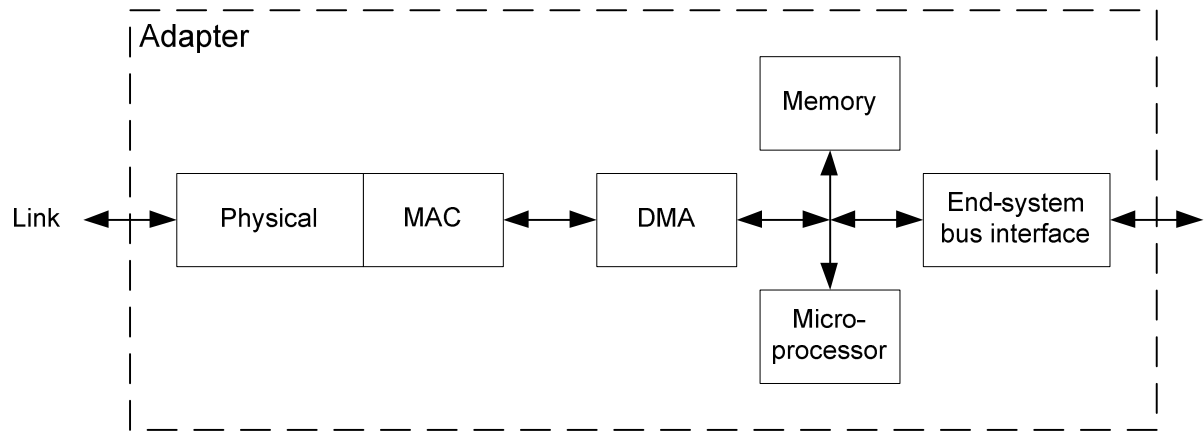 Adapter
Memory
Link
Physical
MAC
DMA
End-system
bus interface
Micro-
processor